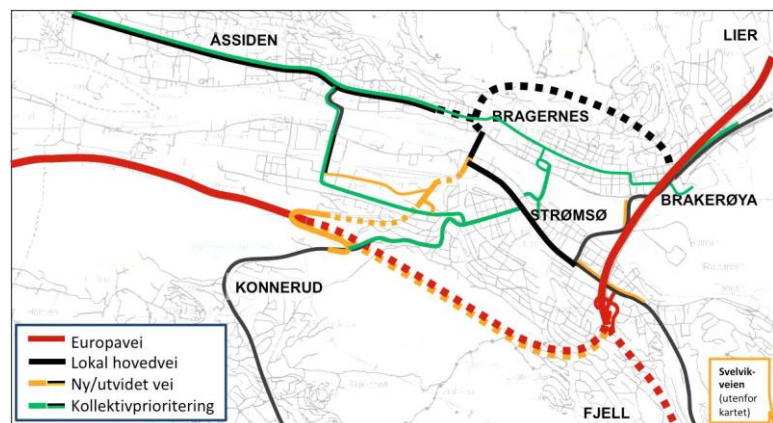 LIER
ÅSSIDEN
BRAGERNES
BRAKERØYA
STRØMSØ
KONNERUD
Europavei
Lokal hovedvei
Ny/utvidet vei
Kollektivprioritering
FJELL
Svelvik-
veien
(utenfor
kartet)